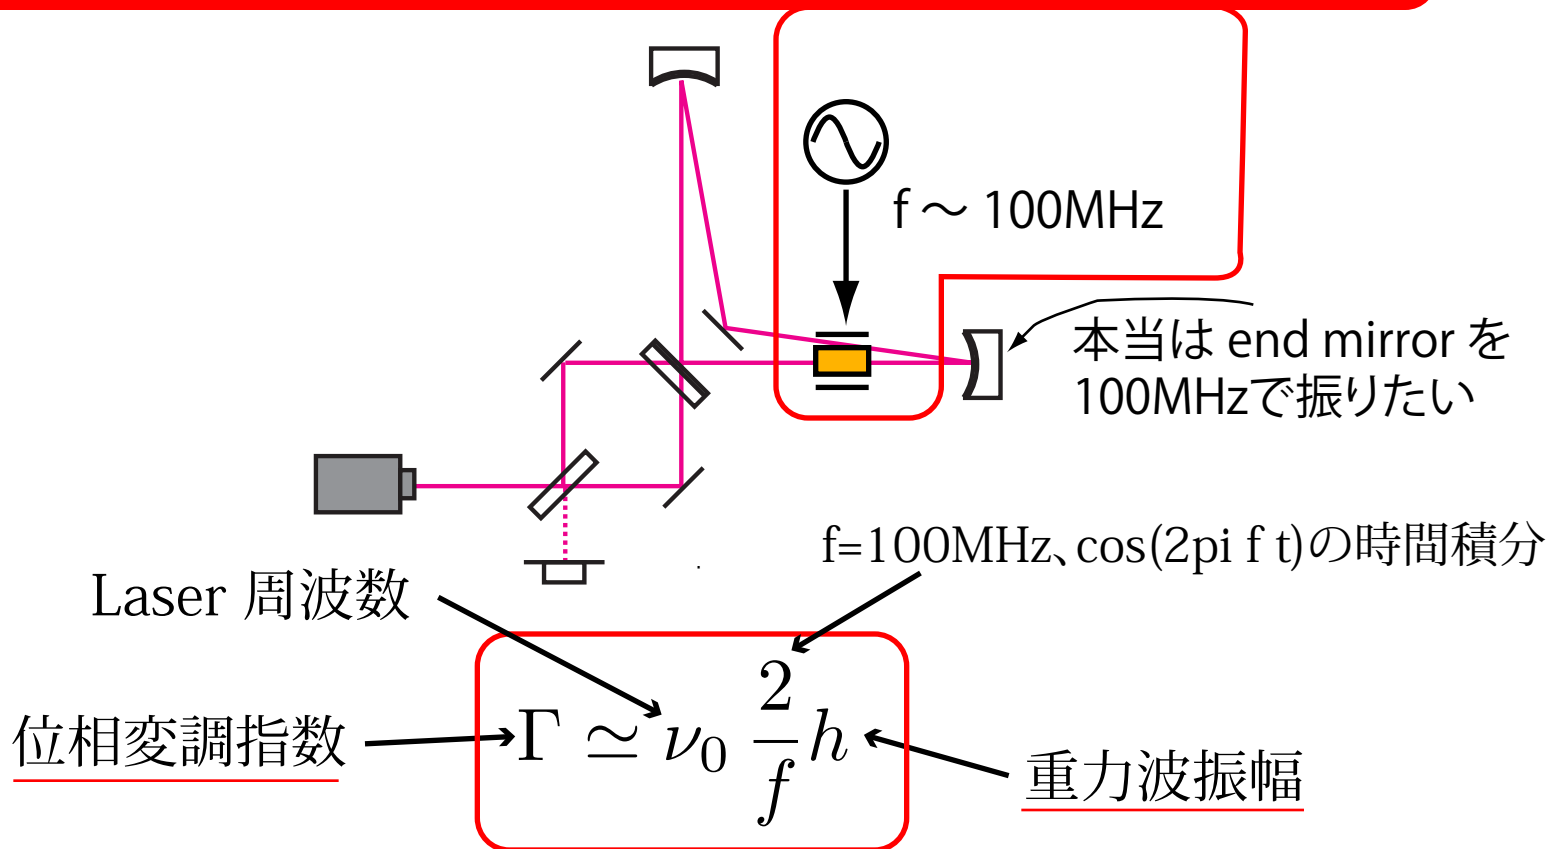 f ～ 100MHz
本当は end mirror を
100MHzで振りたい
f=100MHz、cos(2pi f t)の時間積分
Laser 周波数
位相変調指数
Γ ≃ ν₀ 2/f h
重力波振幅